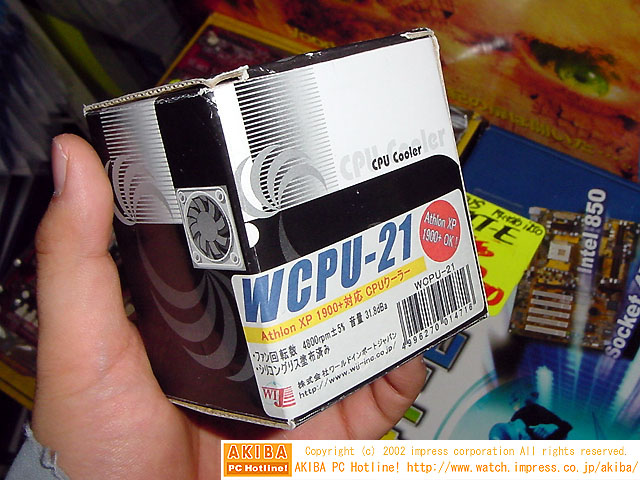 CPU Cooler
CPU Cooler
WCPU-21
Athlon XP
1900+ OK!
Athlon XP 1900+対応 CPUクーラー
・ファン回転数 4800rpm±5% 音量 31.8dBa
・シリコングリス塗布済み
WIJ
株式会社ワールドインポートジャパン
http://www.wij-inc.co.jp/
WCPU-21
4996270014716
Intel 850
Socket 4
AKIBA
PC Hotline!
Copyright (c) 2002 impress corporation All rights reserved.
AKIBA PC Hotline! http://www.watch.impress.co.jp/akiba/